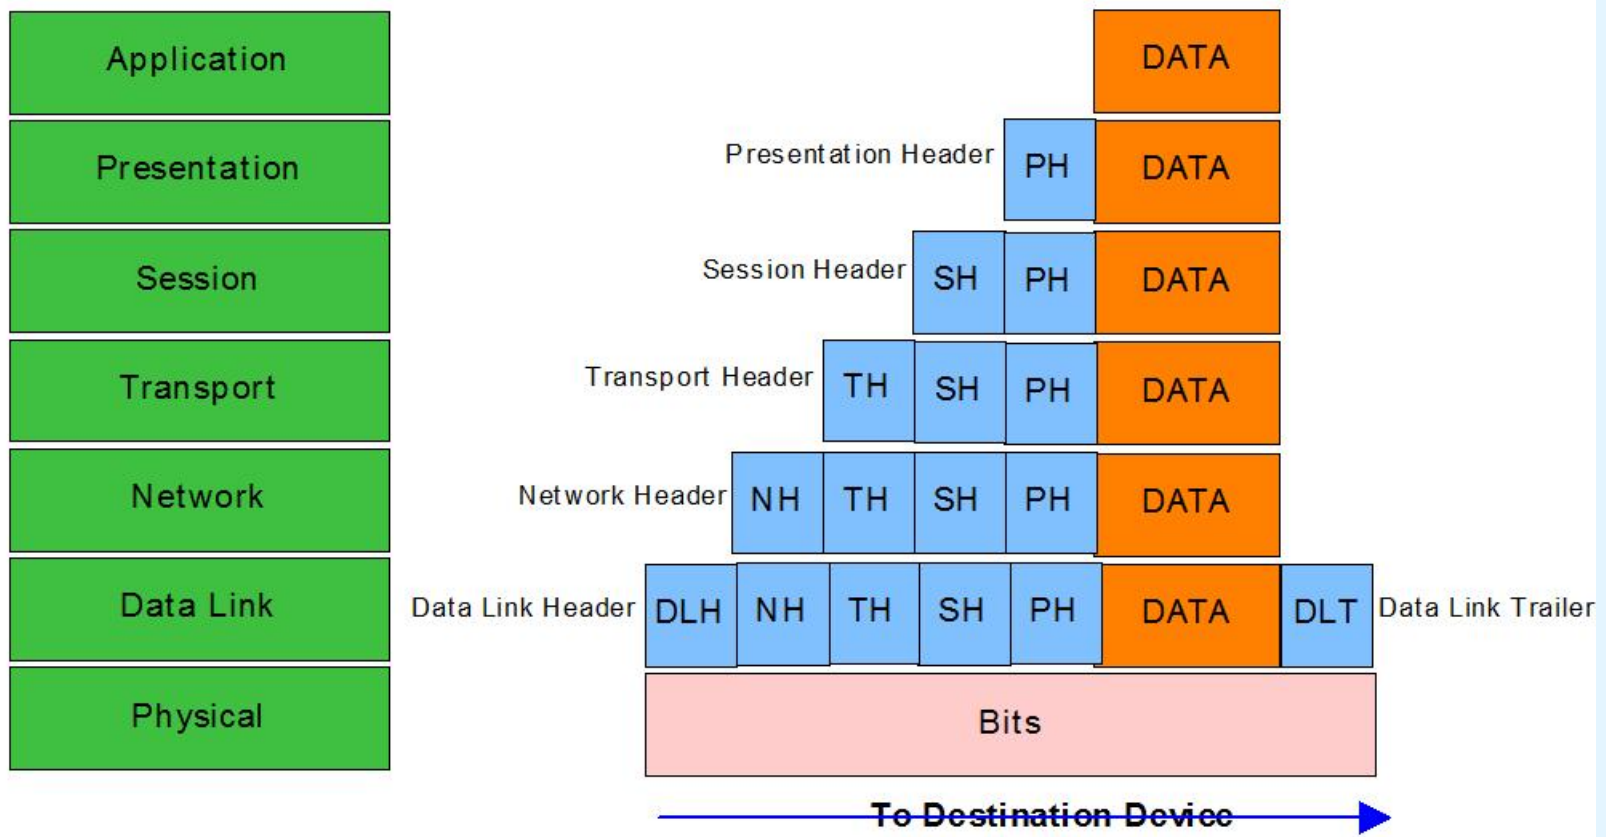 Application
DATA
Presentation
Presentation Header
PH
DATA
Session
Session Header
SH
PH
DATA
Transport
Transport Header
TH
SH
PH
DATA
Network
Network Header
NH
TH
SH
PH
DATA
Data Link
Data Link Header
DLH
NH
TH
SH
PH
DATA
DLT
Data Link Trailer
Physical
Bits
To Destination Device